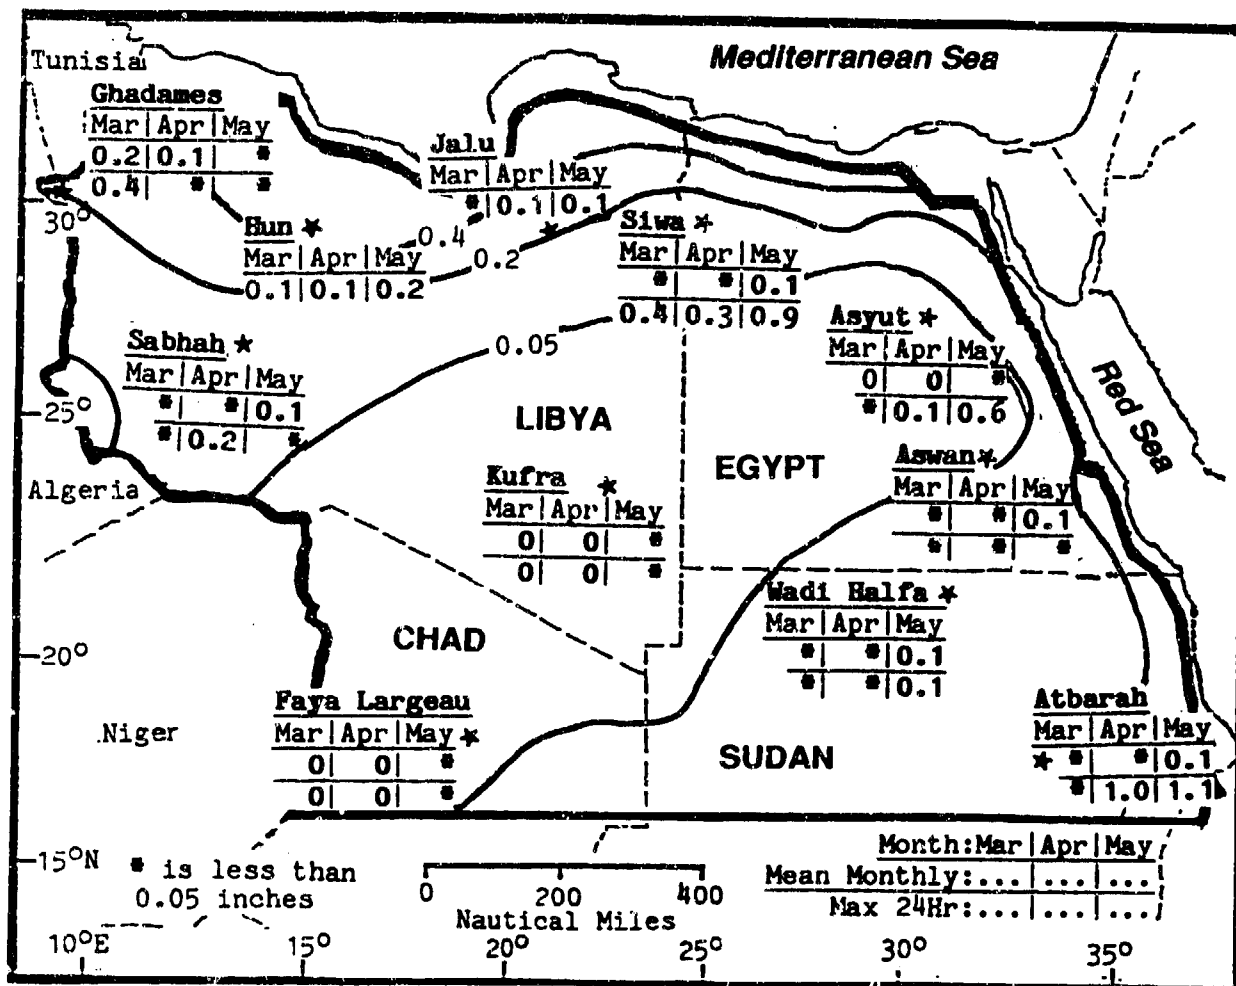 Mediterranean Sea
Tunisia
Ghadames
Mar|Apr|May
0.2|0.1| *
0.4| *| *
Jalu
Mar|Apr|May
*|0.1|0.1
30°
Hun
Mar|Apr|May
0.1|0.1|0.2
0.4
0.2
Siwa
Mar|Apr|May
*| *|0.1
0.4|0.3|0.9
Asyut
Mar|Apr|May
0| 0| *
*|0.1|0.6
Sabhah
Mar|Apr|May
*| *|0.1
*|0.2| *
0.05
Red Sea
25°
LIBYA
EGYPT
Algeria
Kufra
Mar|Apr|May
0| 0| *
0| 0| *
Aswan
Mar|Apr|May
*| *|0.1
*| *| *
Wadi Halfa
Mar|Apr|May
*| *|0.1
*| *|0.1
CHAD
20°
Niger
Faya Largeau
Mar|Apr|May
0| 0| *
0| 0| *
SUDAN
Atbarah
Mar|Apr|May
*| *|0.1
*|1.0|1.1
15°N
* is less than
0.05 inches
0 200 400
Nautical Miles
Month:Mar|Apr|May
Mean Monthly:...|...|...
Max 24Hr:...|...|...
10°E 15° 20° 25° 30° 35°